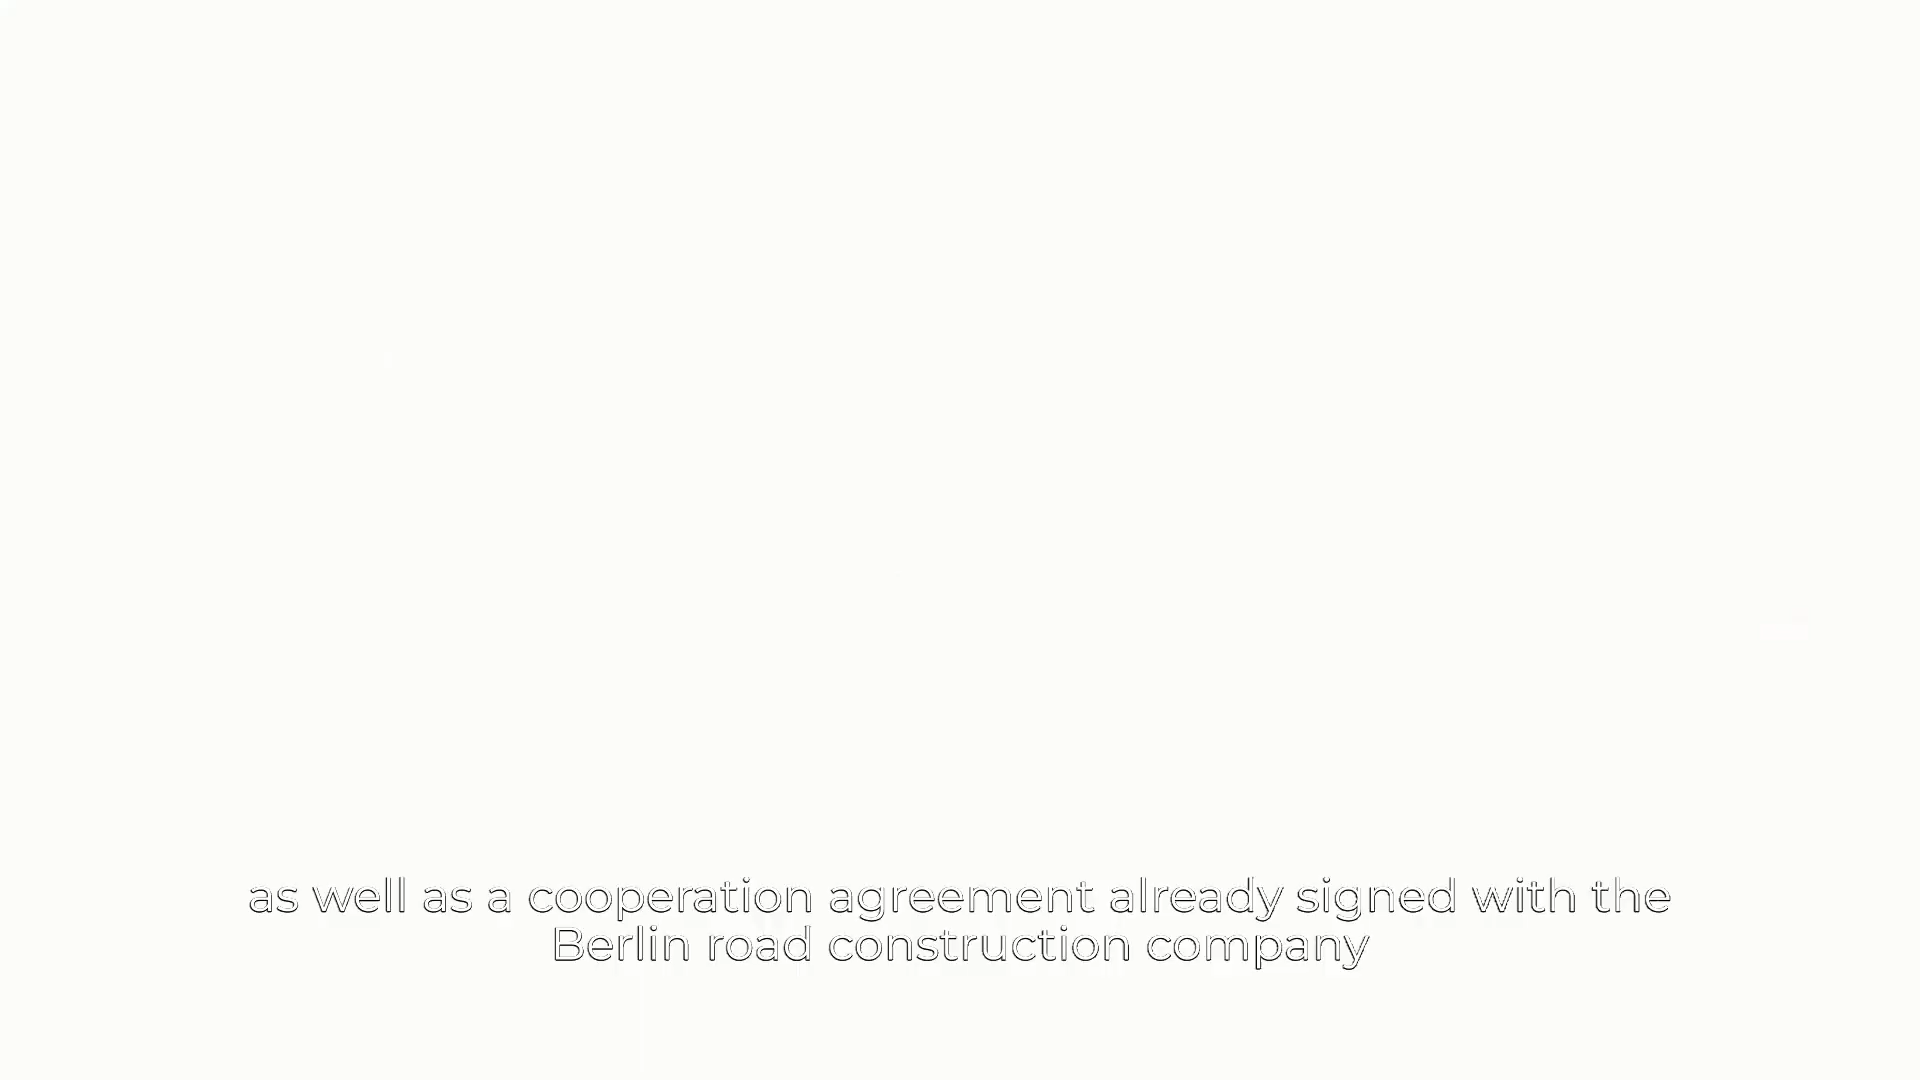 as well as a cooperation agreement already signed with the
Berlin road construction company